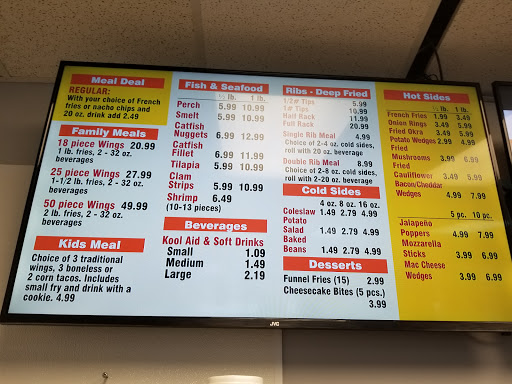 Meal Deal
REGULAR:
With your choice of French
fries or nacho chips and
20 oz. drink add 2.49
Family Meals
18 piece Wings 20.99
1 lb. fries, 2 - 32 oz.
beverages
25 piece Wings 27.99
1-1/2 lb. fries, 2 - 32 oz.
beverages
50 piece Wings 49.99
2 lb. fries, 2 - 32 oz.
beverages
Kids Meal
Choice of 3 traditional
wings, 3 boneless or
2 corn tacos. Includes
small fry and drink with a
cookie. 4.99
Fish & Seafood
½ lb. 1 lb.
Perch 5.99 10.99
Smelt 5.99 10.99
Catfish
Nuggets 6.99 12.99
Catfish
Fillet 6.99 11.99
Tilapia 5.99 10.99
Clam
Strips 5.99 10.99
Shrimp 6.49
(10-13 pieces)
Beverages
Kool Aid & Soft Drinks
Small 1.09
Medium 1.49
Large 2.19
Ribs - Deep Fried
1/2# Tips 5.99
1# Tips 10.99
Half Rack 11.99
Full Rack 20.99
Single Rib Meal 4.99
Choice of 2-4 oz. cold sides,
roll with 20 oz. beverage
Double Rib Meal 8.99
Choice of 2-8 oz. cold sides,
roll with 2-20 oz. beverage
Cold Sides
4 oz. 8 oz. 16 oz.
Coleslaw 1.49 2.79 4.99
Potato
Salad 1.49 2.79 4.99
Baked
Beans 1.49 2.79 4.99
Desserts
Funnel Fries (15) 2.99
Cheesecake Bites (5 pcs.)
3.99
Hot Sides
½ lb. 1 lb.
French Fries 1.99 3.49
Onion Rings 3.49 5.99
Fried Okra 3.49 5.99
Potato Wedges 2.99 4.99
Fried
Mushrooms 3.99 6.99
Fried
Cauliflower 3.49 5.99
Bacon/Cheddar
Wedges 4.99 7.99
5 pc. 10 pc.
Jalapeño
Poppers 4.99 7.99
Mozzarella
Sticks 3.99 6.99
Mac Cheese
Wedges 3.99 6.99
JVC